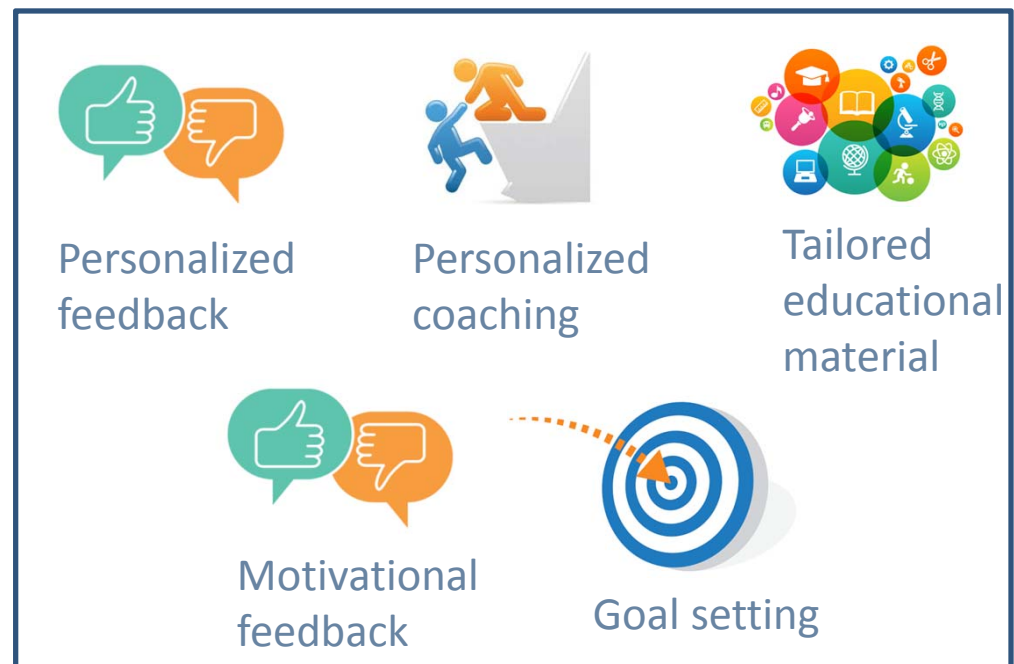 Personalized
feedback
Personalized
coaching
Tailored
educational
material
Motivational
feedback
Goal setting